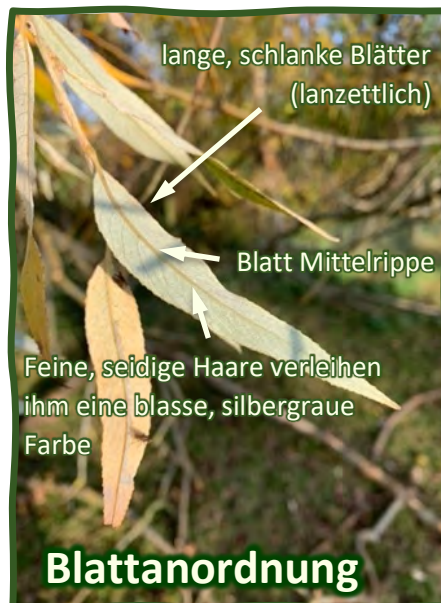 lange, schlanke Blätter
(lanzettlich)
Blatt Mittelrippe
Feine, seidige Haare verleihen
ihm eine blasse, silbergraue
Farbe
Blattanordnung